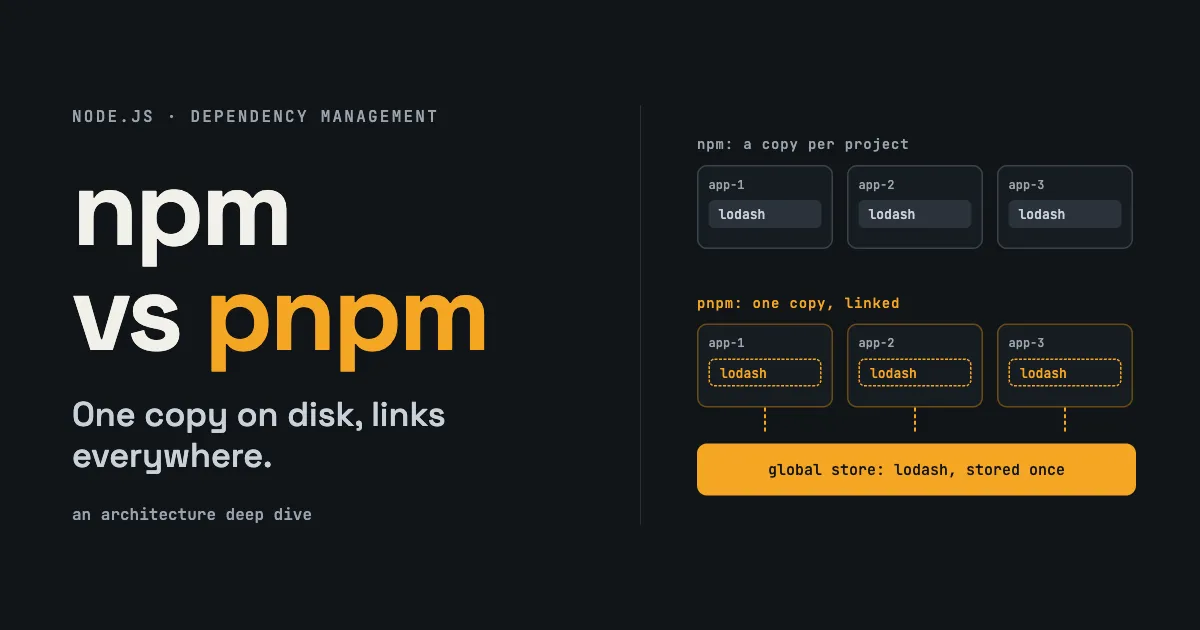 NODE.JS · DEPENDENCY MANAGEMENT
npm
vs pnpm
One copy on disk, links
everywhere.
an architecture deep dive
npm: a copy per project
app-1
lodash
app-2
lodash
app-3
lodash
pnpm: one copy, linked
app-1
lodash
app-2
lodash
app-3
lodash
global store: lodash, stored once